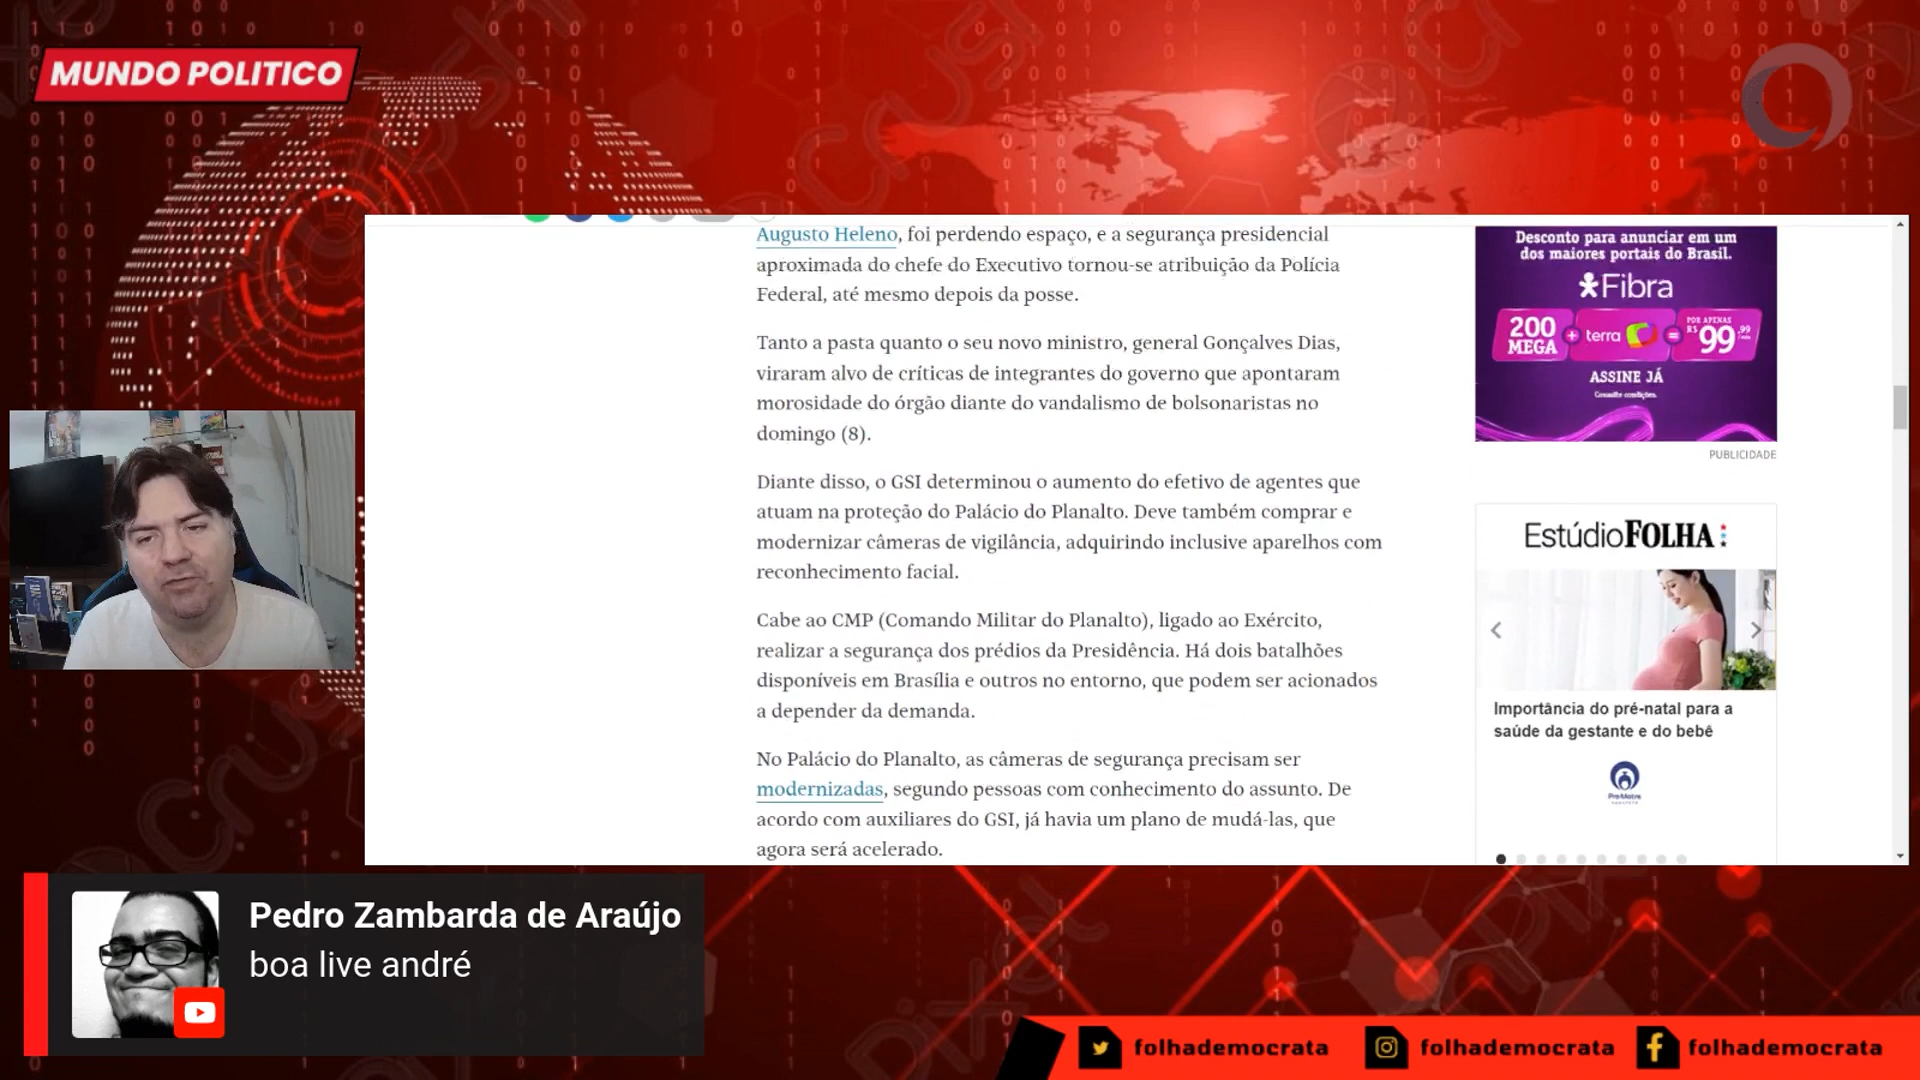 MUNDO POLITICO
Augusto Heleno, foi perdendo espaço, e a segurança presidencial
aproximada do chefe do Executivo tornou-se atribuição da Polícia
Federal, até mesmo depois da posse.
Tanto a pasta quanto o seu novo ministro, general Gonçalves Dias,
viraram alvo de críticas de integrantes do governo que apontaram
morosidade do órgão diante do vandalismo de bolsonaristas no
domingo (8).
Diante disso, o GSI determinou o aumento do efetivo de agentes que
atuam na proteção do Palácio do Planalto. Deve também comprar e
modernizar câmeras de vigilância, adquirindo inclusive aparelhos com
reconhecimento facial.
Cabe ao CMP (Comando Militar do Planalto), ligado ao Exército,
realizar a segurança dos prédios da Presidência. Há dois batalhões
disponíveis em Brasília e outros no entorno, que podem ser acionados
a depender da demanda.
No Palácio do Planalto, as câmeras de segurança precisam ser
modernizadas, segundo pessoas com conhecimento do assunto. De
acordo com auxiliares do GSI, já havia um plano de mudá-las, que
agora será acelerado.
Desconto para anunciar em um
dos maiores portais do Brasil.
Fibra
200 MEGA + terra = POR APENAS R$ 99,99
ASSINE JÁ
Consulte condições.
PUBLICIDADE
EstúdioFOLHA
Importância do pré-natal para a
saúde da gestante e do bebê
Pedro Zambarda de Araújo
boa live andré
folhademocrata
folhademocrata
folhademocrata